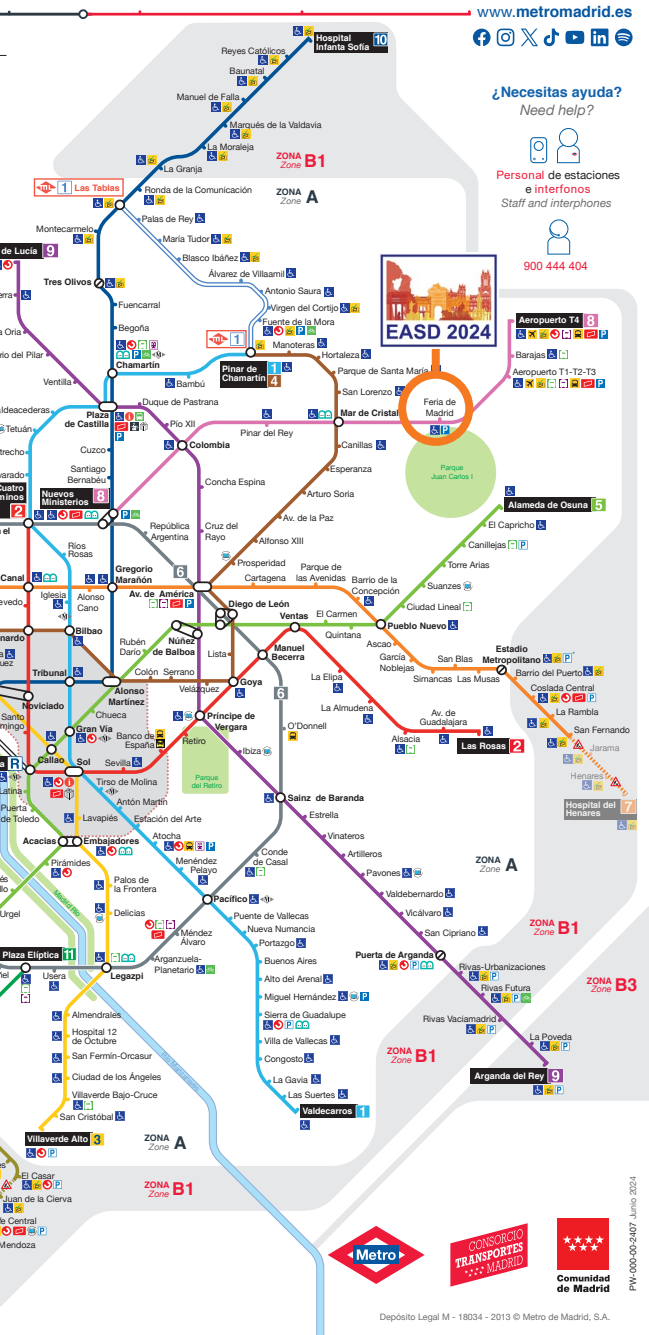 www.metromadrid.es
¿Necesitas ayuda?
Need help?
Personal de estaciones
e interfonos
Staff and interphones
900 444 404
Hospital
Infanta Sofía 10
Reyes Católicos
Baunatal
Manuel de Falla
Marqués de la Valdavia
La Moraleja
La Granja
ZONA
Zone B1
ZONA
Zone A
ML 1 Las Tablas
Ronda de la Comunicación
Montecarmelo
Palas de Rey
María Tudor
Blasco Ibáñez
Álvarez de Villaamil
Antonio Saura
Virgen del Cortijo
Fuente de la Mora
de Lucía 9
Tres Olivos
Fuencarral
Begoña
Chamartín
Bambú
ML 1
Pinar de
Chamartín 1
4
Manoteras
Hortaleza
Parque de Santa María
San Lorenzo
Mar de Cristal
EASD 2024
Feria de
Madrid
Aeropuerto T4 8
Barajas
Aeropuerto T1-T2-T3
Parque
Juan Carlos I
Oria
del Pilar
Ventilla
Plaza
de Castilla
Duque de Pastrana
Pío XII
Pinar del Rey
Colombia
Canillas
Esperanza
Arturo Soria
Av. de la Paz
Alfonso XIII
Prosperidad
Valdeacederas
Tetuán
Cuzco
Santiago
Bernabéu
Nuevos
Ministerios 8
2
República
Argentina
Concha Espina
Cruz del
Rayo
6
Ríos
Rosas
Canal
Iglesia
Alonso
Cano
Gregorio
Marañón
Av. de América
Cartagena
Parque de
las Avenidas
Barrio de la
Concepción
Alameda de Osuna 5
El Capricho
Canillejas
Torre Arias
Suanzes
Ciudad Lineal
Pueblo Nuevo
Diego de León
Ventas
El Carmen
Quintana
Ascao
García
Noblejas
San Blas
Simancas
Las Musas
Estadio
Metropolitano
Barrio del Puerto
Coslada Central
La Rambla
San Fernando
Jarama
Henares
Hospital del
Henares 7
Bilbao
Rubén
Darío
Núñez
de Balboa
Lista
Manuel
Becerra
Tribunal
Alonso
Martínez
Colón
Serrano
Velázquez
Goya
6
La Elipa
La Almudena
Av. de
Guadalajara
Alsacia
Las Rosas 2
Noviciado
Santo
Chueca
Gran Vía
Banco de
España
Retiro
Príncipe de
Vergara
O'Donnell
Ibiza
Callao
Sol
Sevilla
R
Parque
del Retiro
Tirso de Molina
Antón Martín
Puerta
de Toledo
Lavapiés
Estación del Arte
Sainz de Baranda
Estrella
Vinateros
Artilleros
Pavones
Valdebernardo
Vicálvaro
San Cipriano
Puerta de Arganda
Acacias
Embajadores
Pirámides
Atocha
Menéndez
Pelayo
Conde
de Casal
Pacífico
Palos de
la Frontera
Delicias
Urgel
Madrid Río
Méndez
Álvaro
Puente de Vallecas
Nueva Numancia
Portazgo
Buenos Aires
Alto del Arenal
Miguel Hernández
Sierra de Guadalupe
Villa de Vallecas
Congosto
La Gavia
Las Suertes
Valdecarros 1
ZONA
Zone A
ZONA
Zone B1
ZONA
Zone B3
ZONA
Zone B1
Rivas-Urbanizaciones
Rivas Futura
Rivas Vaciamadrid
La Poveda
Arganda del Rey 9
Plaza Elíptica 11
Usera
Legazpi
Arganzuela-
Planetario
Río Manzanares
Almendrales
Hospital 12
de Octubre
San Fermín-Orcasur
Ciudad de los Ángeles
Villaverde Bajo-Cruce
San Cristóbal
Villaverde Alto 3
ZONA
Zone A
ZONA
Zone B1
El Casar
Juan de la Cierva
Central
Mendoza
Metro
CONSORCIO
TRANSPORTES
MADRID
Comunidad
de Madrid
PW-000-00-2407 Junio 2024
Depósito Legal M - 18034 - 2013 © Metro de Madrid, S.A.